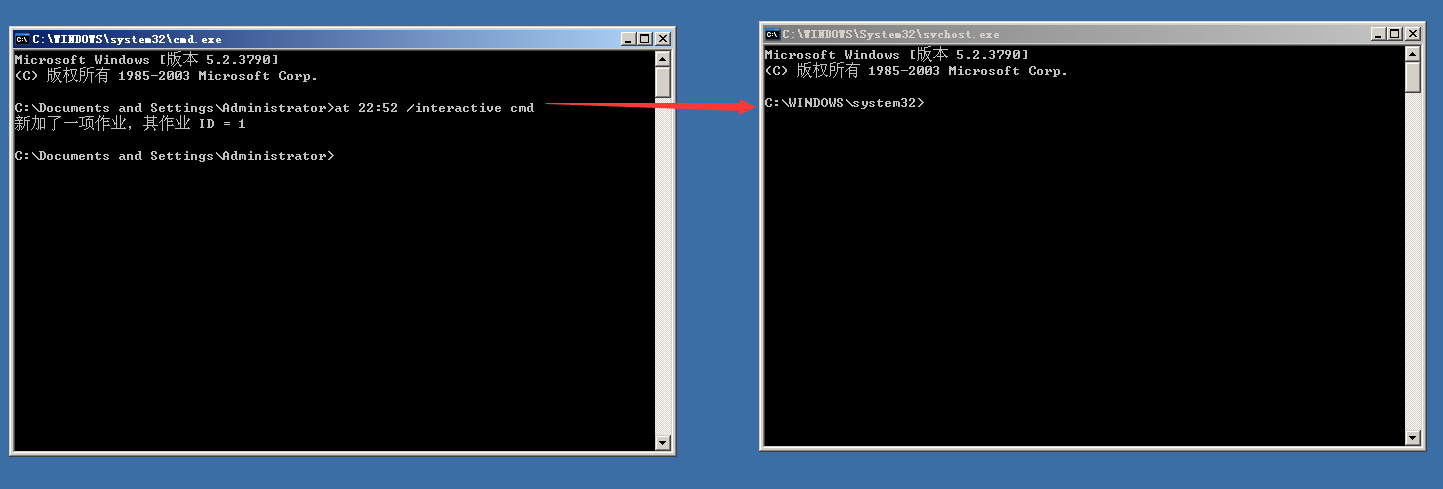 C:\WINDOWS\system32\cmd.exe
Microsoft Windows [版本 5.2.3790]
(C) 版权所有 1985-2003 Microsoft Corp.
C:\Documents and Settings\Administrator>at 22:52 /interactive cmd
新加了一项作业，其作业 ID = 1
C:\Documents and Settings\Administrator>
C:\WINDOWS\System32\svchost.exe
Microsoft Windows [版本 5.2.3790]
(C) 版权所有 1985-2003 Microsoft Corp.
C:\WINDOWS\system32>